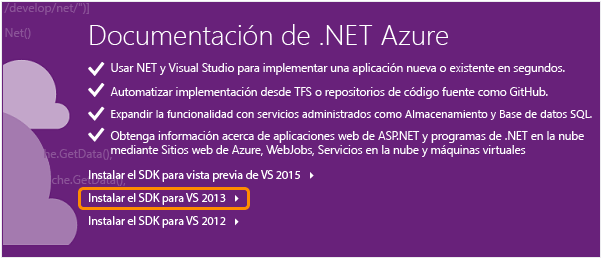 /develop/net/"}]}
Net()
Documentación de .NET Azure
Usar NET y Visual Studio para implementar una aplicación nueva o existente en segundos.
Automatizar implementación desde TFS o repositorios de código fuente como GitHub.
Expandir la funcionalidad con servicios administrados como Almacenamiento y Base de datos SQL.
Obtenga información acerca de aplicaciones web de ASP.NET y programas de .NET en la nube
mediante Sitios web de Azure, WebJobs, Servicios en la nube y máquinas virtuales
che.GetData(),
che.GetData(),
Instalar el SDK para vista previa de VS 2015
Instalar el SDK para VS 2013
Instalar el SDK para VS 2012